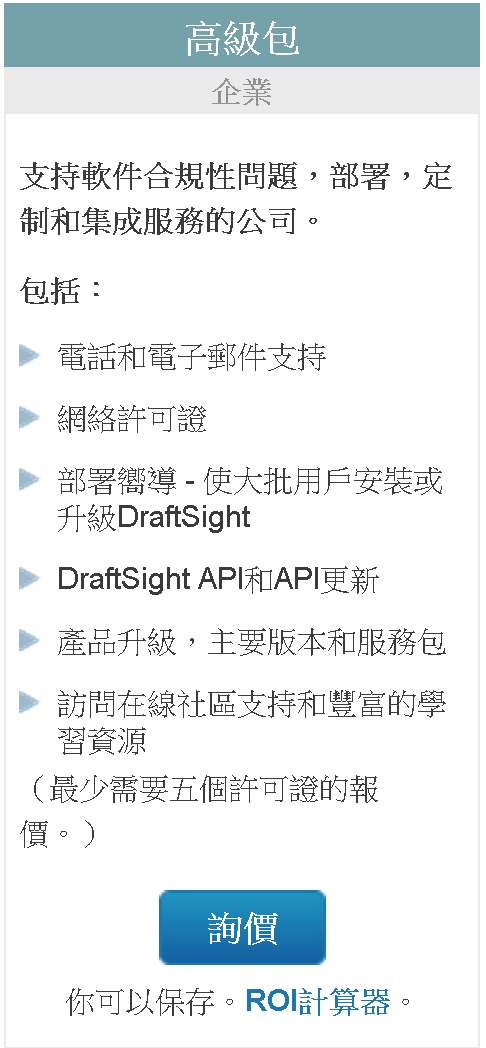 高級包
企業
支持軟件合規性問題，部署，定
制和集成服務的公司。
包括：
電話和電子郵件支持
網絡許可證
部署嚮導 - 使大批用戶安裝或
升級DraftSight
DraftSight API和API更新
產品升級，主要版本和服務包
訪問在線社區支持和豐富的學
習資源
（最少需要五個許可證的報
價。）
詢價
你可以保存。ROI計算器。